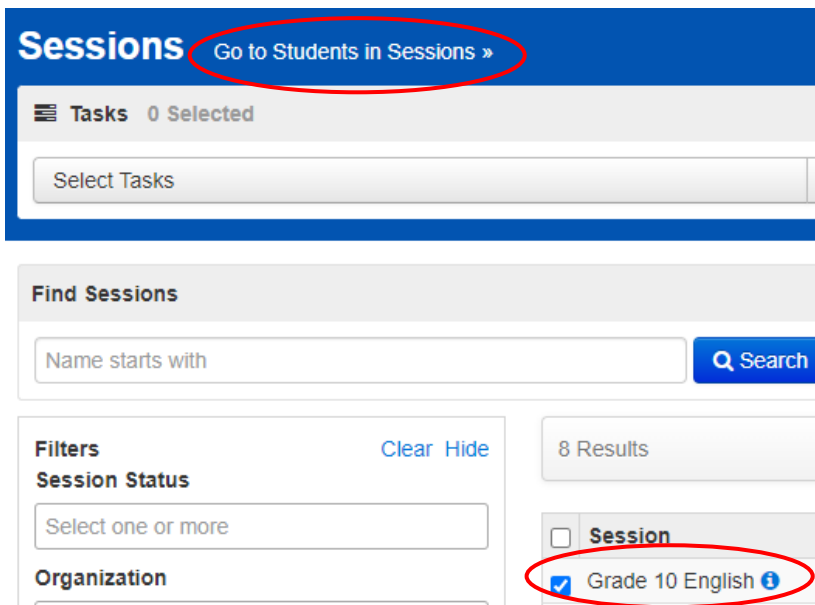 Sessions Go to Students in Sessions »
Tasks 0 Selected
Select Tasks
Find Sessions
Name starts with
Search
Filters Clear Hide
Session Status
Select one or more
Organization
8 Results
Session
Grade 10 English